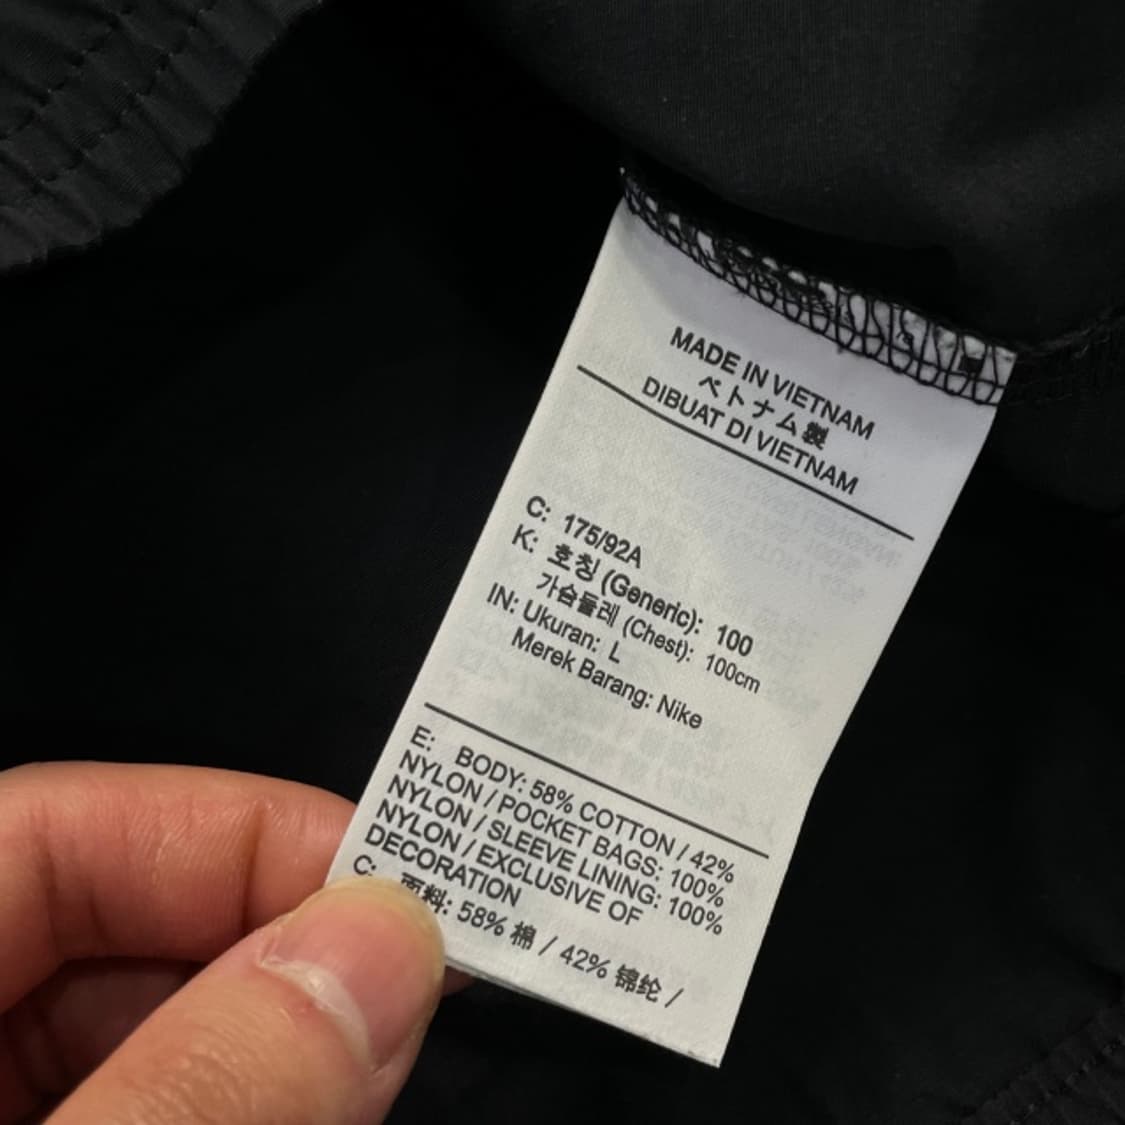 MADE IN VIETNAM
ベトナム製
DIBUAT DI VIETNAM
C: 175/92A
K: 호칭 (Generic): 100
가슴둘레 (Chest): 100cm
IN: Ukuran: L
Merek Barang: Nike
E: BODY: 58% COTTON / 42%
NYLON / POCKET BAGS: 100%
NYLON / SLEEVE LINING: 100%
NYLON / EXCLUSIVE OF
DECORATION
C: 面料: 58% 棉 / 42% 锦纶 /